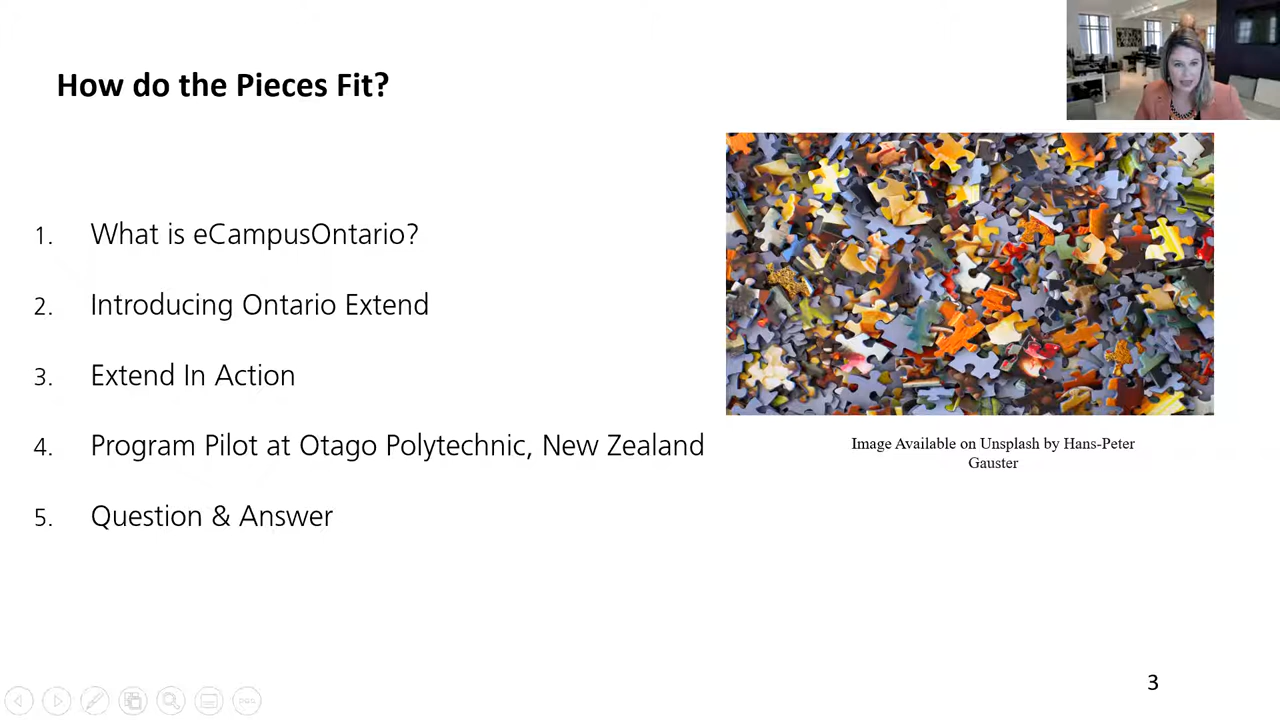 How do the Pieces Fit?
1. What is eCampusOntario?
2. Introducing Ontario Extend
3. Extend In Action
4. Program Pilot at Otago Polytechnic, New Zealand
5. Question & Answer
Image Available on Unsplash by Hans-Peter
Gauster
3